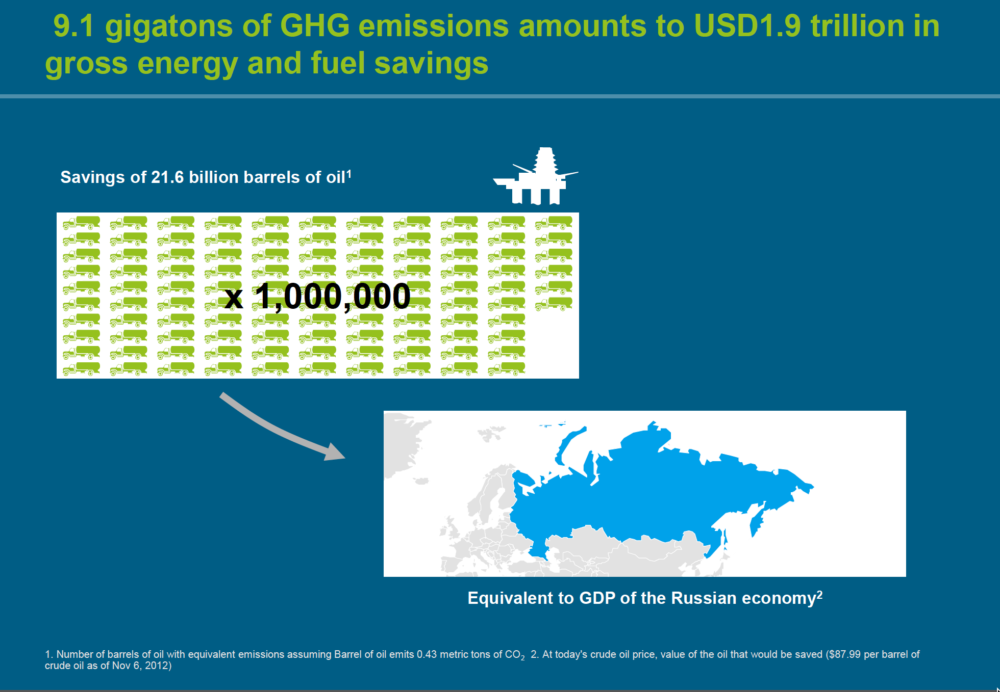 9.1 gigatons of GHG emissions amounts to USD1.9 trillion in
gross energy and fuel savings
Savings of 21.6 billion barrels of oil1
x 1,000,000
Equivalent to GDP of the Russian economy2
1. Number of barrels of oil with equivalent emissions assuming Barrel of oil emits 0.43 metric tons of CO2 2. At today's crude oil price, value of the oil that would be saved ($87.99 per barrel of
crude oil as of Nov 6, 2012)